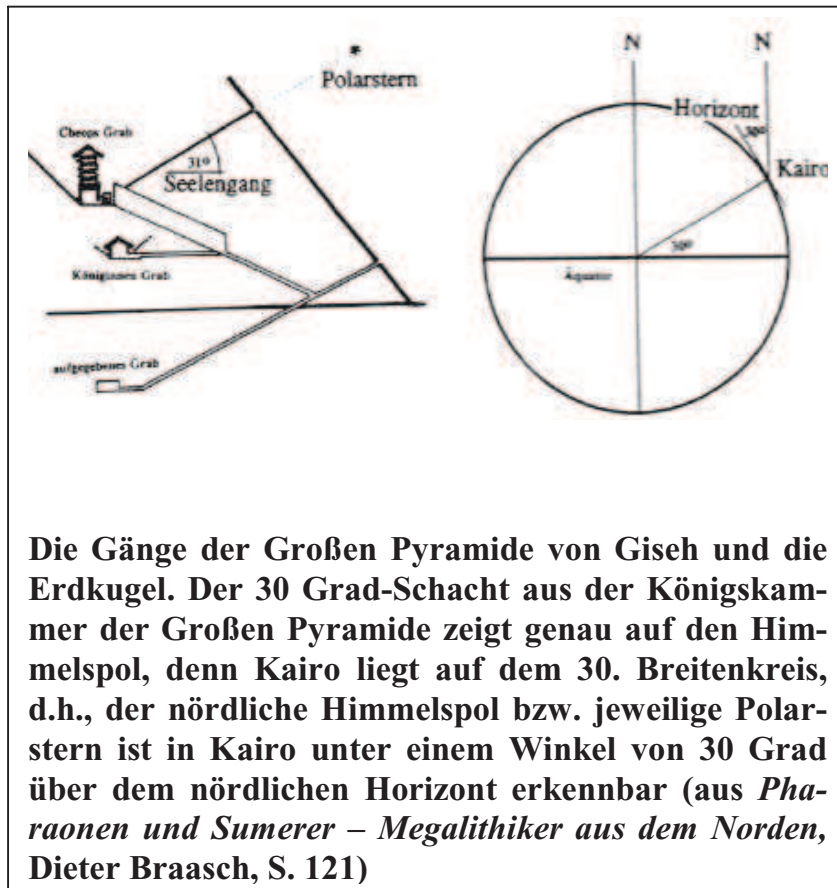 Polarstern
Cheops Grab
31º
Seelengang
Königinnen Grab
aufgegebenes Grab
N
N
Horizont
30º
Kairo
30º
Äquator
Die Gänge der Großen Pyramide von Giseh und die
Erdkugel. Der 30 Grad-Schacht aus der Königskam-
mer der Großen Pyramide zeigt genau auf den Him-
melspol, denn Kairo liegt auf dem 30. Breitenkreis,
d.h., der nördliche Himmelspol bzw. jeweilige Polar-
stern ist in Kairo unter einem Winkel von 30 Grad
über dem nördlichen Horizont erkennbar (aus Pha-
raonen und Sumerer – Megalithiker aus dem Norden,
Dieter Braasch, S. 121)